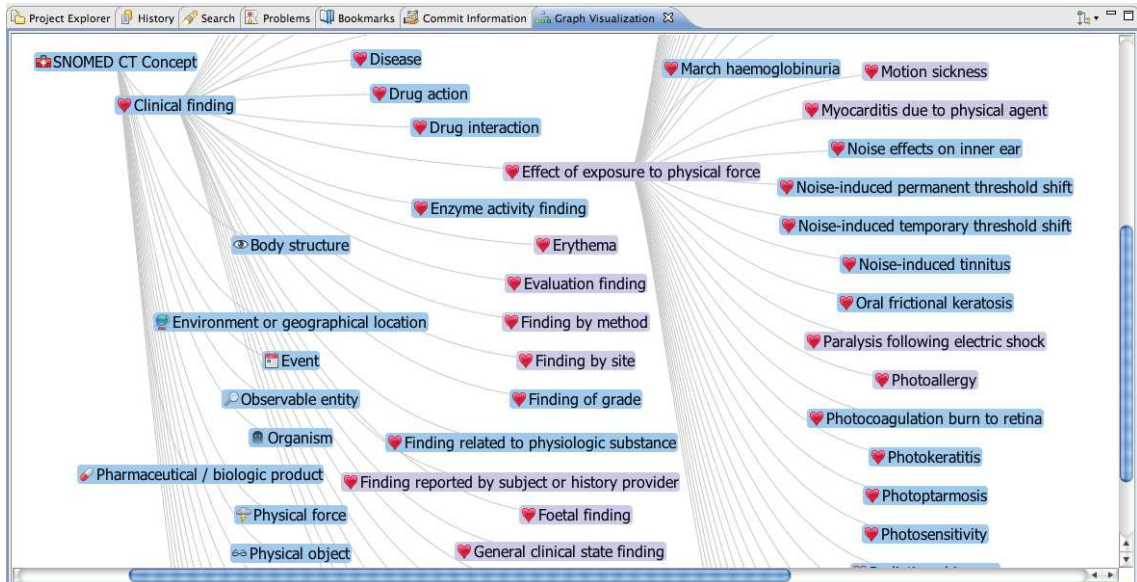 Project Explorer
History
Search
Problems
Bookmarks
Commit Information
Graph Visualization
SNOMED CT Concept
Clinical finding
Body structure
Environment or geographical location
Event
Observable entity
Organism
Pharmaceutical / biologic product
Physical force
Physical object
Disease
Drug action
Drug interaction
Effect of exposure to physical force
Enzyme activity finding
Erythema
Evaluation finding
Finding by method
Finding by site
Finding of grade
Finding related to physiologic substance
Finding reported by subject or history provider
Foetal finding
General clinical state finding
March haemoglobinuria
Motion sickness
Myocarditis due to physical agent
Noise effects on inner ear
Noise-induced permanent threshold shift
Noise-induced temporary threshold shift
Noise-induced tinnitus
Oral frictional keratosis
Paralysis following electric shock
Photoallergy
Photocoagulation burn to retina
Photokeratitis
Photoptarmosis
Photosensitivity